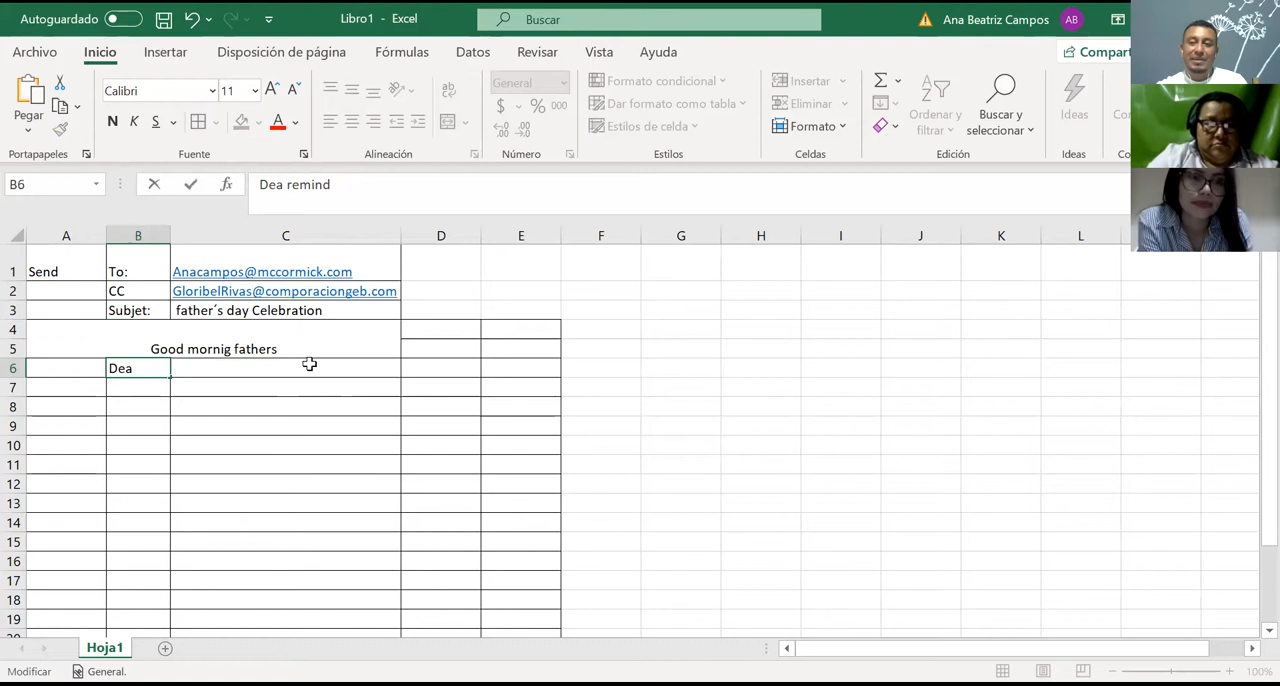 Autoguardado
Libro1 - Excel
Buscar
Ana Beatriz Campos
AB
Archivo Inicio Insertar Disposición de página Fórmulas Datos Revisar Vista Ayuda
Compart
Pegar
Calibri 11
N K S
General
$ % 000
Formato condicional
Dar formato como tabla
Estilos de celda
Insertar
Eliminar
Formato
Ordenar y filtrar
Buscar y seleccionar
Ideas
Portapapeles Fuente Alineación Número Estilos Celdas Edición Ideas
B6
fx
Dea remind
A B C D E F G H I J K L
1 Send To: Anacampos@mccormick.com
2 CC GloribelRivas@comporaciongeb.com
3 Subjet: father´s day Celebration
4
5 Good mornig fathers
6 Dea
7
8
9
10
11
12
13
14
15
16
17
18
19
Hoja1
Modificar
General.
100%